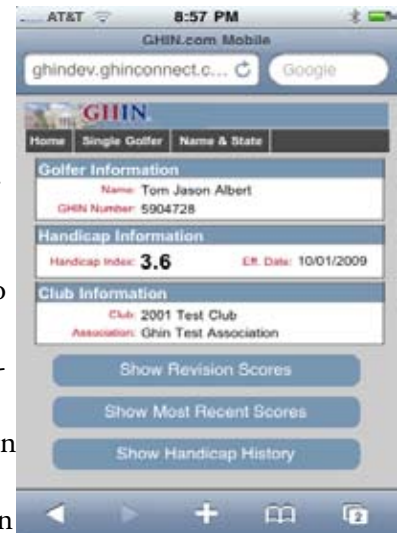 AT&T 8:57 PM
GHIN.com Mobile
ghindev.ghinconnect.c... Google
GHIN
Home Single Golfer Name & State
Golfer Information
Name: Tom Jason Albert
GHIN Number: 5904728
Handicap Information
Handicap Index: 3.6 Eff. Date: 10/01/2009
Club Information
Club: 2001 Test Club
Association: Ghin Test Association
Show Revision Scores
Show Most Recent Scores
Show Handicap History
2